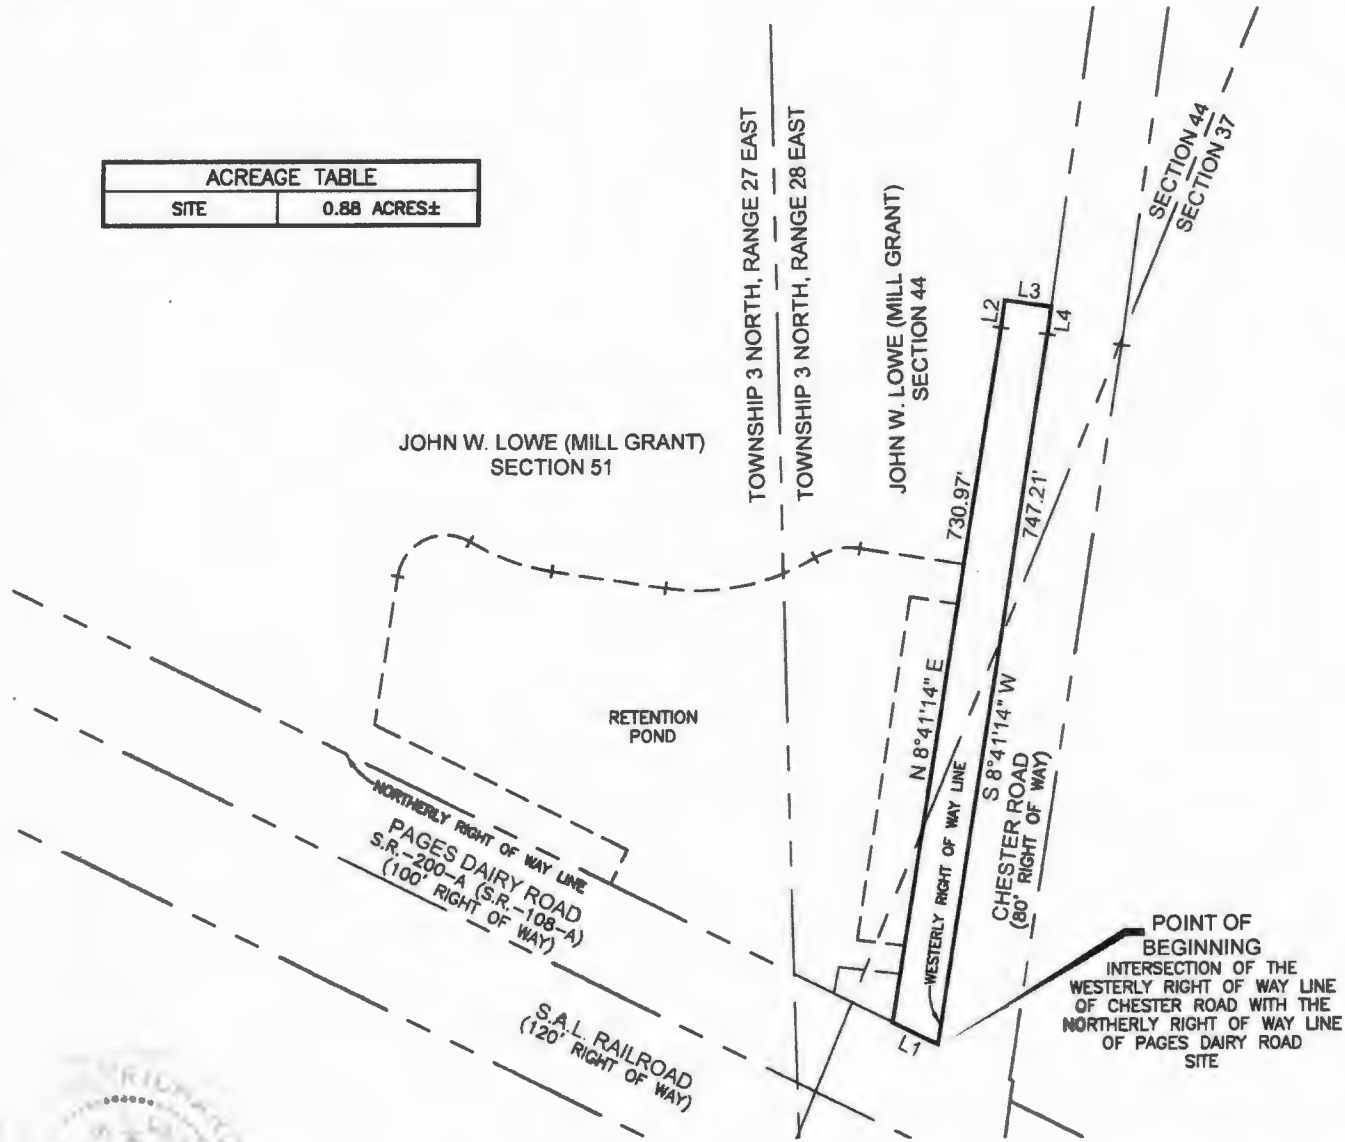 ACREAGE TABLE
SITE 0.88 ACRES±
TOWNSHIP 3 NORTH, RANGE 27 EAST
TOWNSHIP 3 NORTH, RANGE 28 EAST
JOHN W. LOWE (MILL GRANT)
SECTION 44
SECTION 44
SECTION 37
L2
L3
L4
JOHN W. LOWE (MILL GRANT)
SECTION 51
730.97'
747.21'
N 8°41'14" E
S 8°41'14" W
WESTERLY RIGHT OF WAY LINE
CHESTER ROAD
(80' RIGHT OF WAY)
RETENTION
POND
NORTHERLY RIGHT OF WAY LINE
PAGES DAIRY ROAD
S.R.-200-A (S.R.-108-A)
(100' RIGHT OF WAY)
S.A.L. RAILROAD
(120' RIGHT OF WAY)
L1
POINT OF
BEGINNING
INTERSECTION OF THE
WESTERLY RIGHT OF WAY LINE
OF CHESTER ROAD WITH THE
NORTHERLY RIGHT OF WAY LINE
OF PAGES DAIRY ROAD
SITE